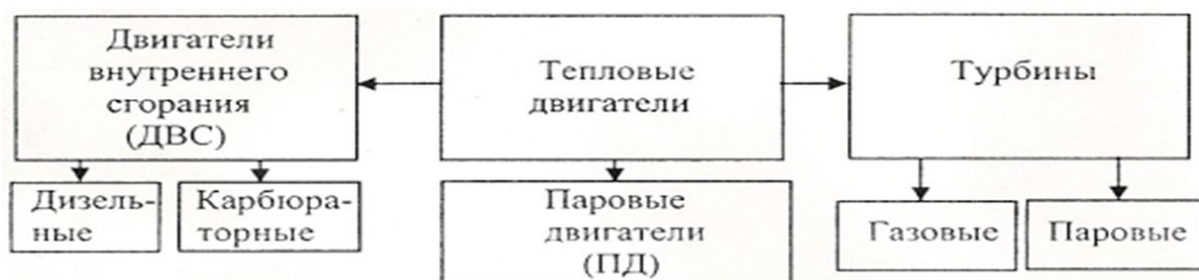 Двигатели
внутреннего
сгорания
(ДВС)
Тепловые
двигатели
Турбины
Дизель-
ные
Карбюра-
торные
Паровые
двигатели
(ПД)
Газовые
Паровые